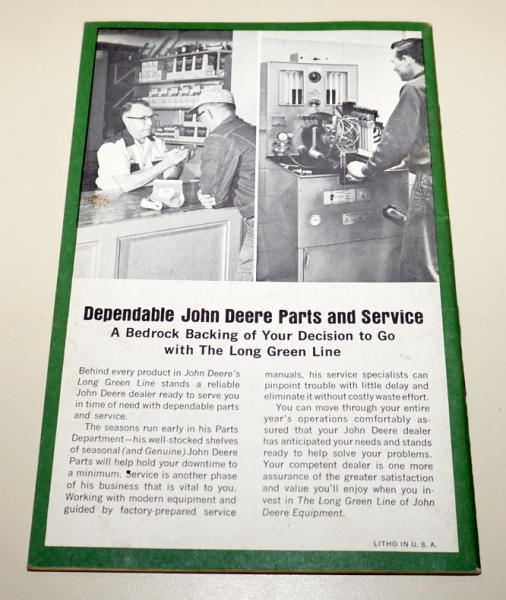 Dependable John Deere Parts and Service
A Bedrock Backing of Your Decision to Go
with The Long Green Line
Behind every product in John Deere's
Long Green Line stands a reliable
John Deere dealer ready to serve you
in time of need with dependable parts
and service.
The seasons run early in his Parts
Department—his well-stocked shelves
of seasonal (and Genuine) John Deere
Parts will help hold your downtime to
a minimum. Service is another phase
of his business that is vital to you.
Working with modern equipment and
guided by factory-prepared service
manuals, his service specialists can
pinpoint trouble with little delay and
eliminate it without costly waste effort.
You can move through your entire
year's operations comfortably as-
sured that your John Deere dealer
has anticipated your needs and stands
ready to help solve your problems.
Your competent dealer is one more
assurance of the greater satisfaction
and value you'll enjoy when you in-
vest in The Long Green Line of John
Deere Equipment.
LITHO IN U. S. A.